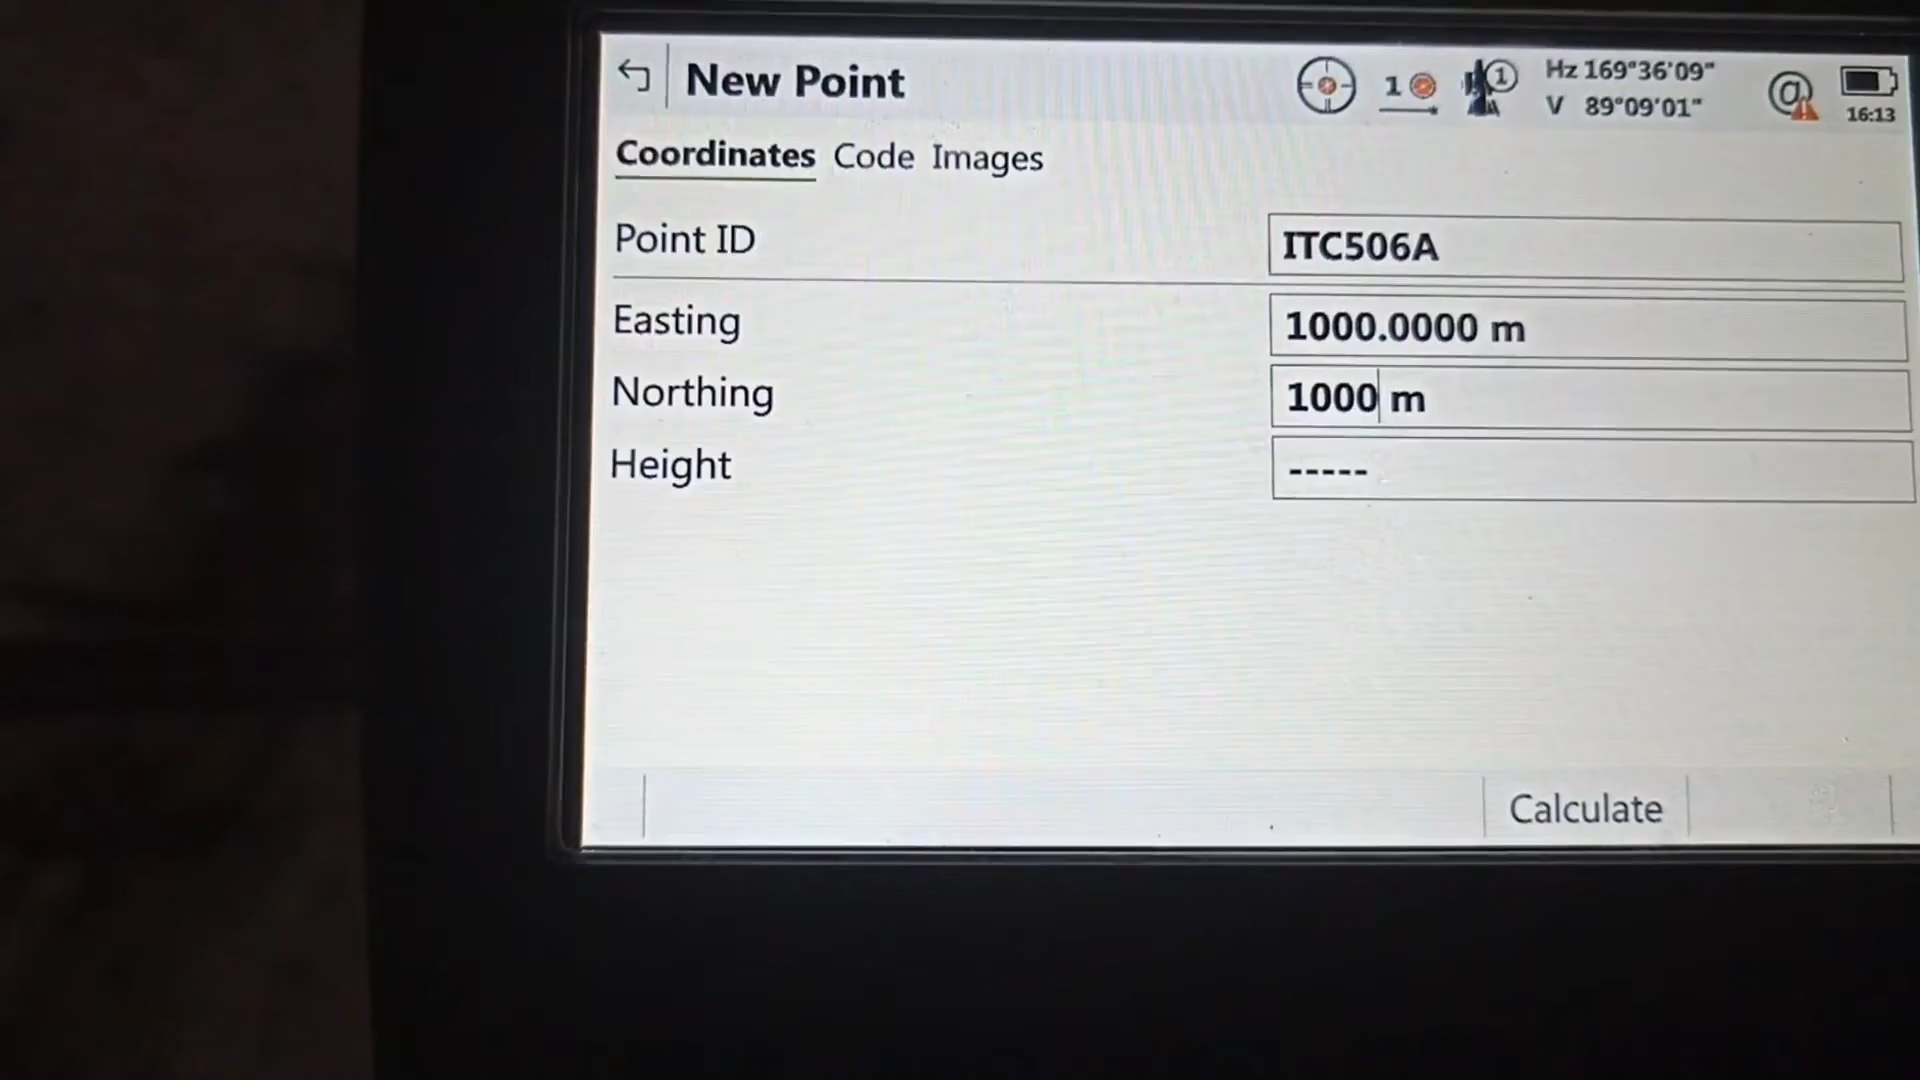 New Point
1
1
Hz 169°36'09"
V 89°09'01"
@
16:13
Coordinates Code Images
Point ID
ITC506A
Easting
1000.0000 m
Northing
1000 m
Height
-----
Calculate